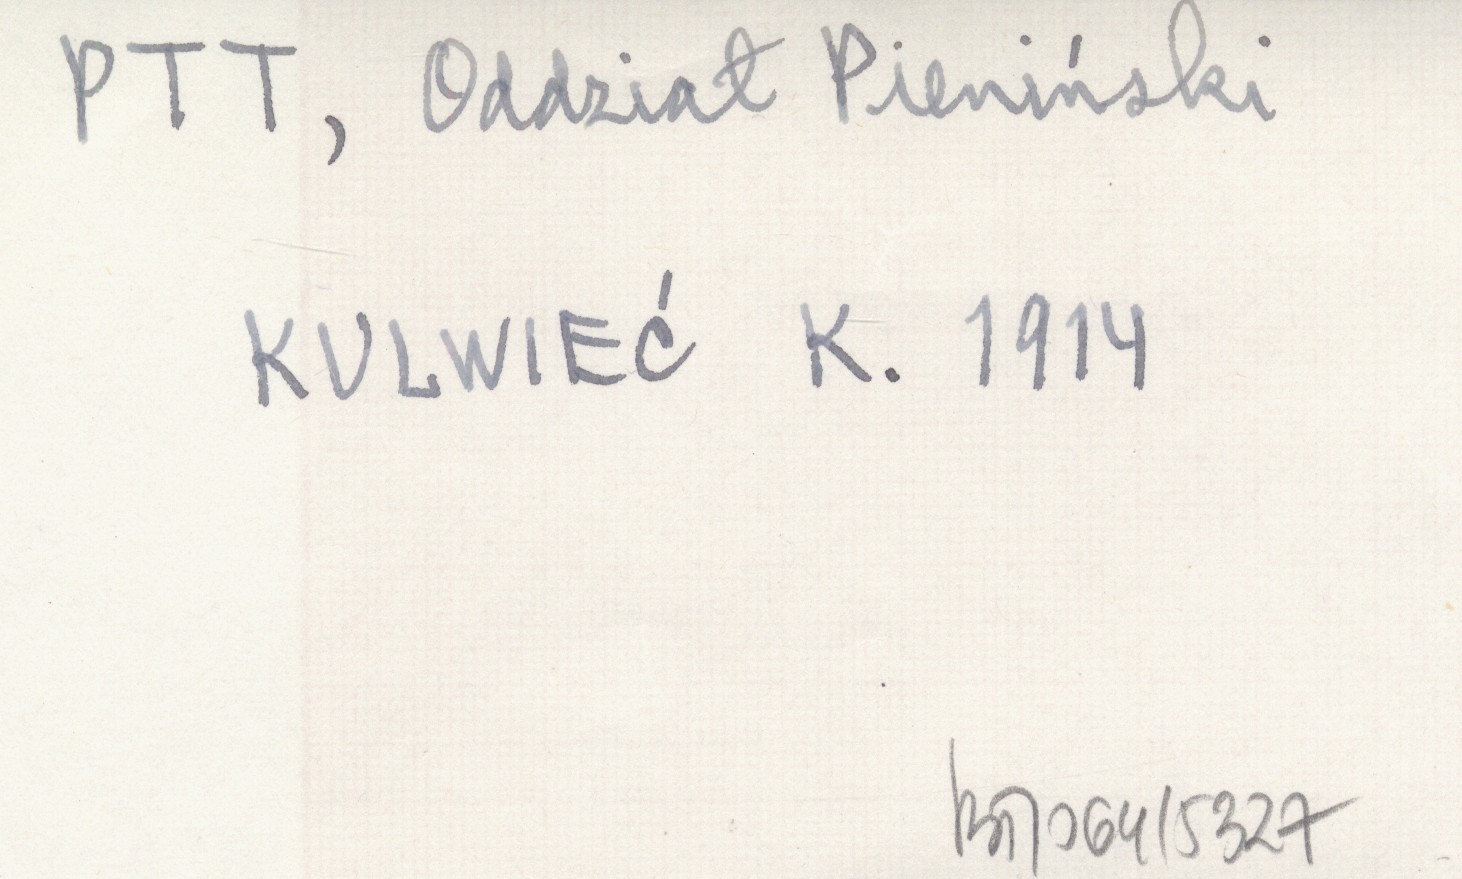 PTT, Oddział Pieniński
KULWIEĆ K. 1914